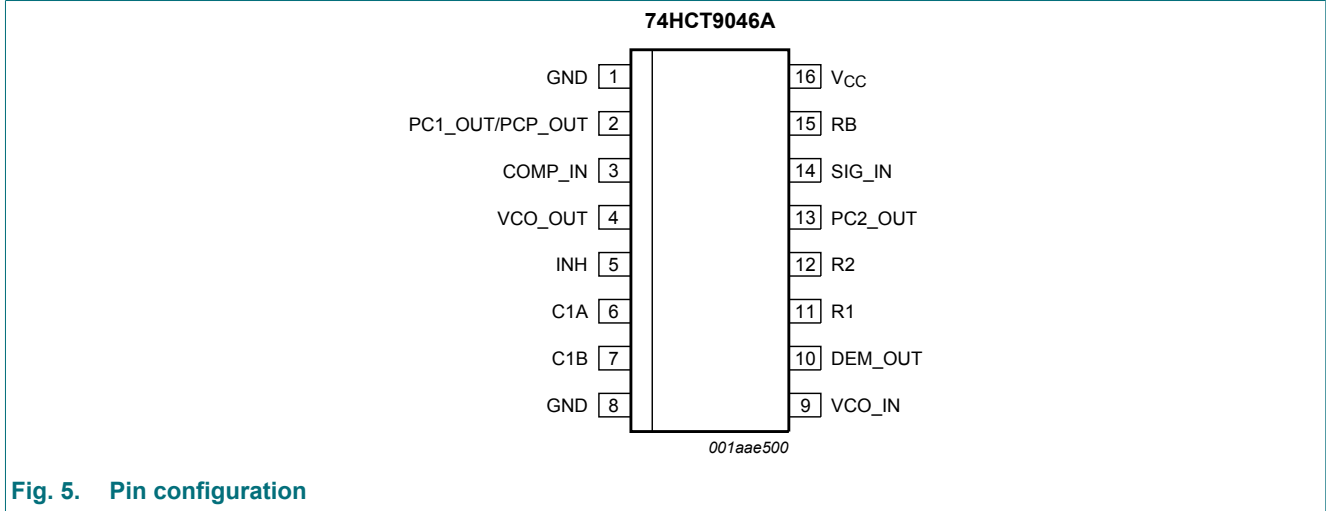 74HCT9046A
GND 1 16 VCC
PC1_OUT/PCP_OUT 2 15 RB
COMP_IN 3 14 SIG_IN
VCO_OUT 4 13 PC2_OUT
INH 5 12 R2
C1A 6 11 R1
C1B 7 10 DEM_OUT
GND 8 9 VCO_IN
001aae500
Fig. 5. Pin configuration